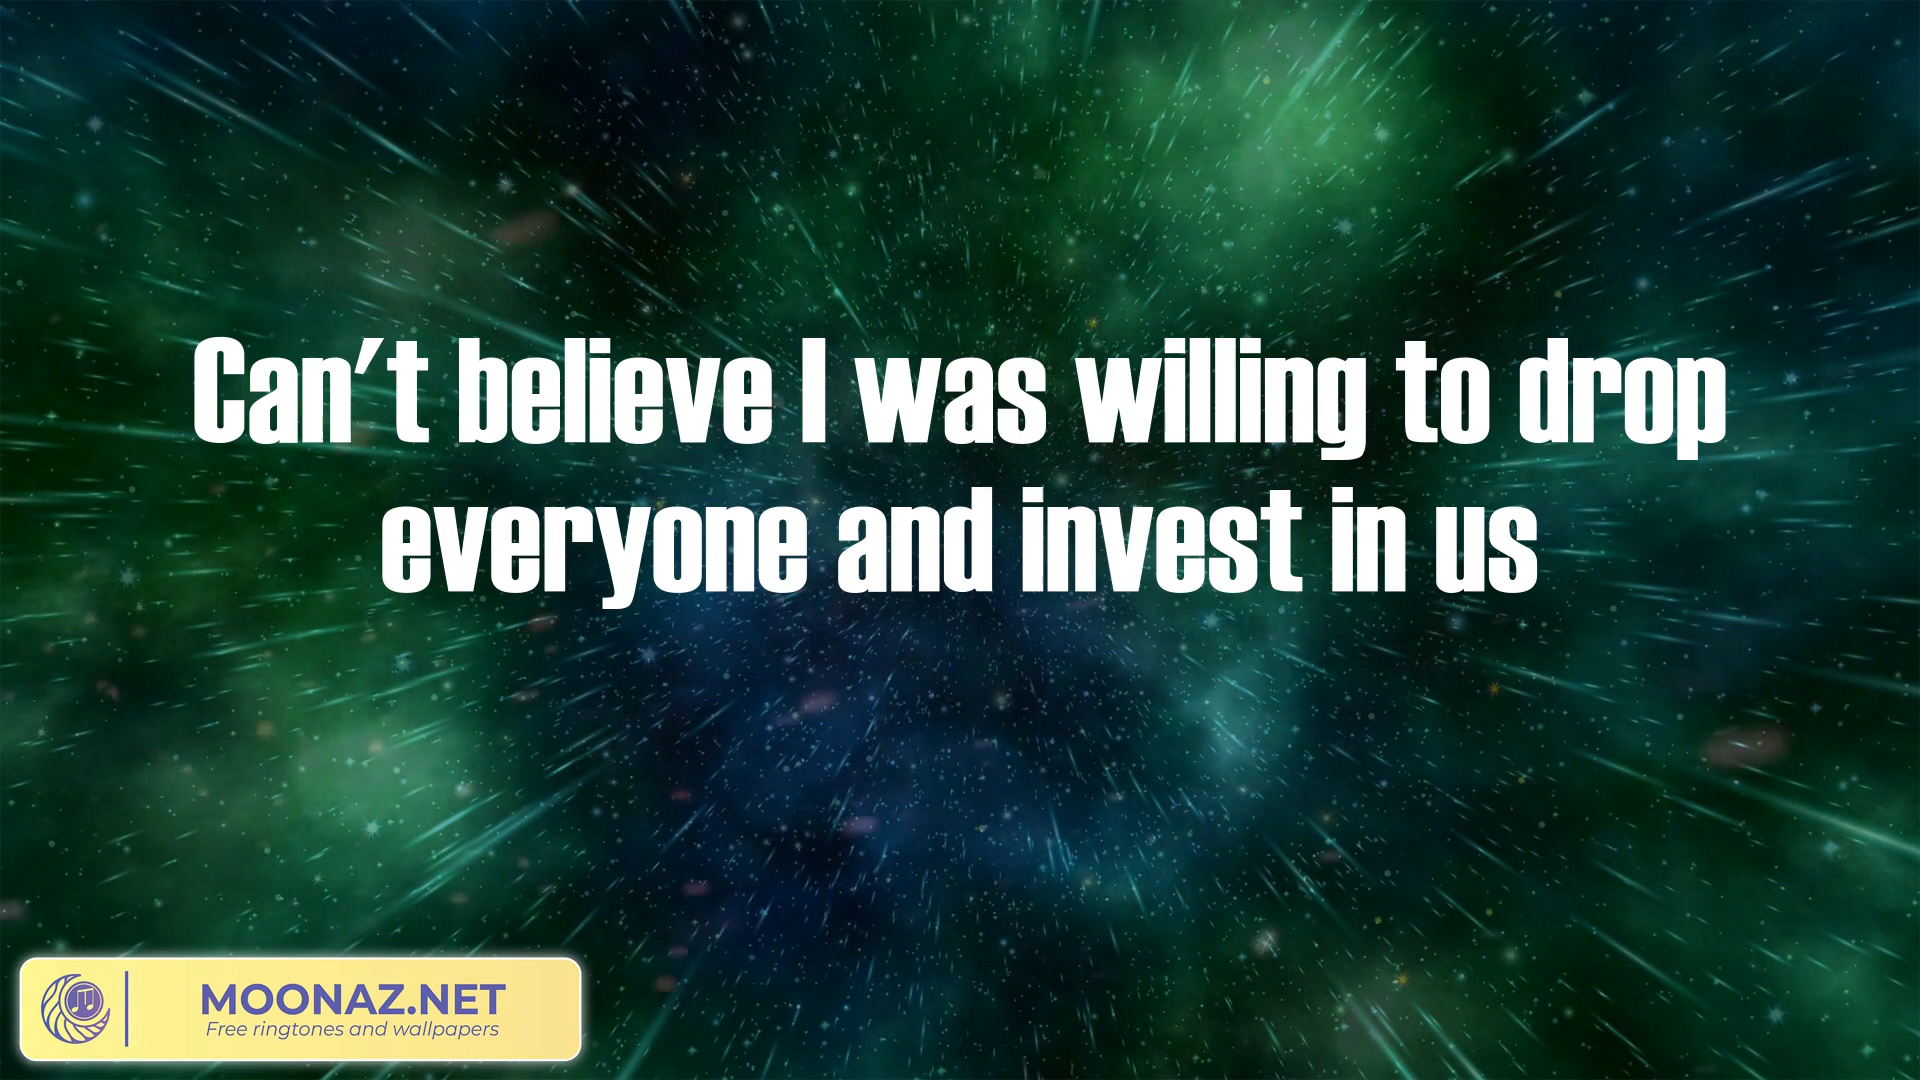 Can't believe I was willing to drop
everyone and invest in us
MOONAZ.NET
Free ringtones and wallpapers